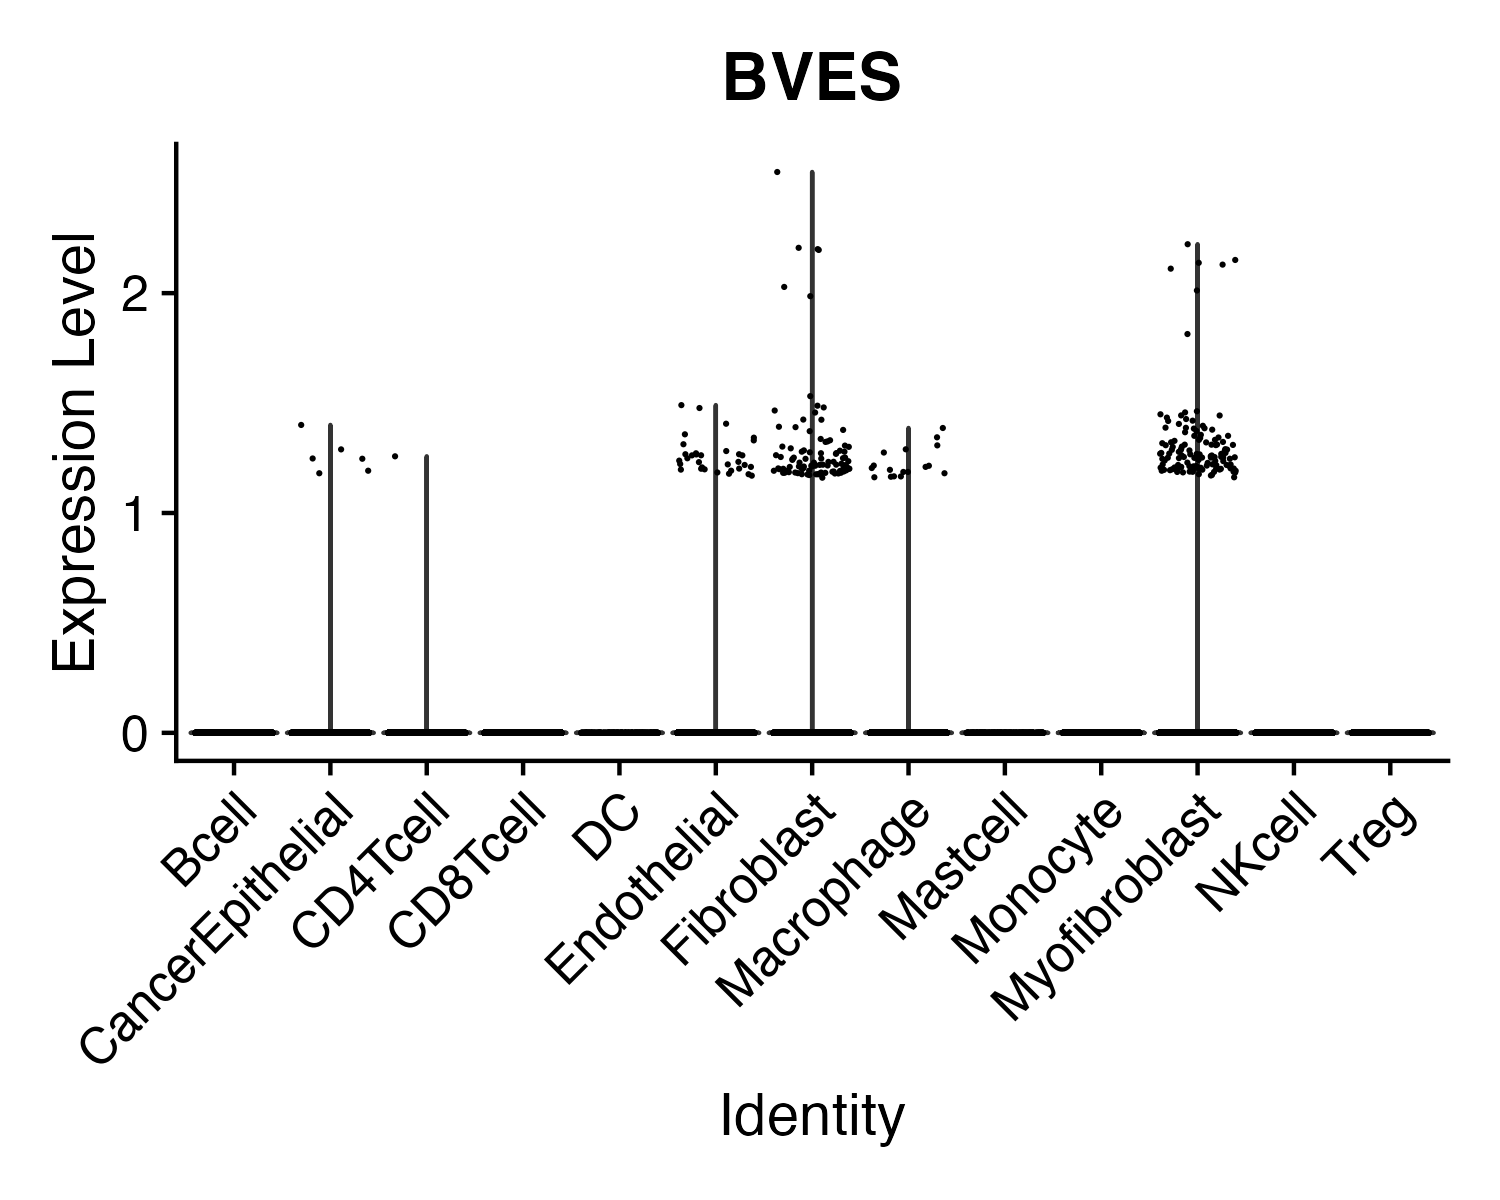 BVES
Expression Level
2
1
0
Bcell
CancerEpithelial
CD4Tcell
CD8Tcell
DC
Endothelial
Fibroblast
Macrophage
Mastcell
Monocyte
Myofibroblast
NKcell
Treg
Identity